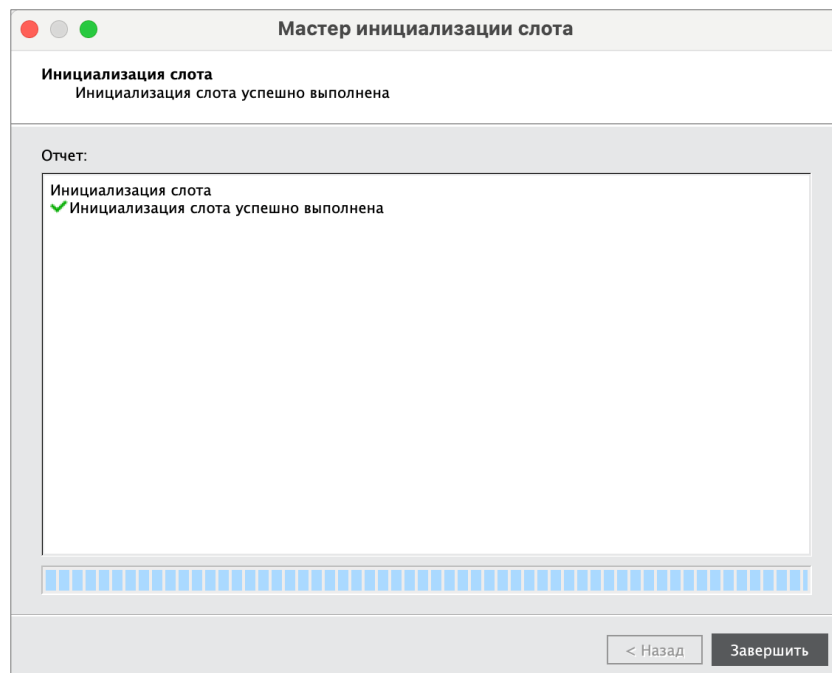 Мастер инициализации слота
Инициализация слота
Инициализация слота успешно выполнена
Отчет:
Инициализация слота
Инициализация слота успешно выполнена
< Назад
Завершить